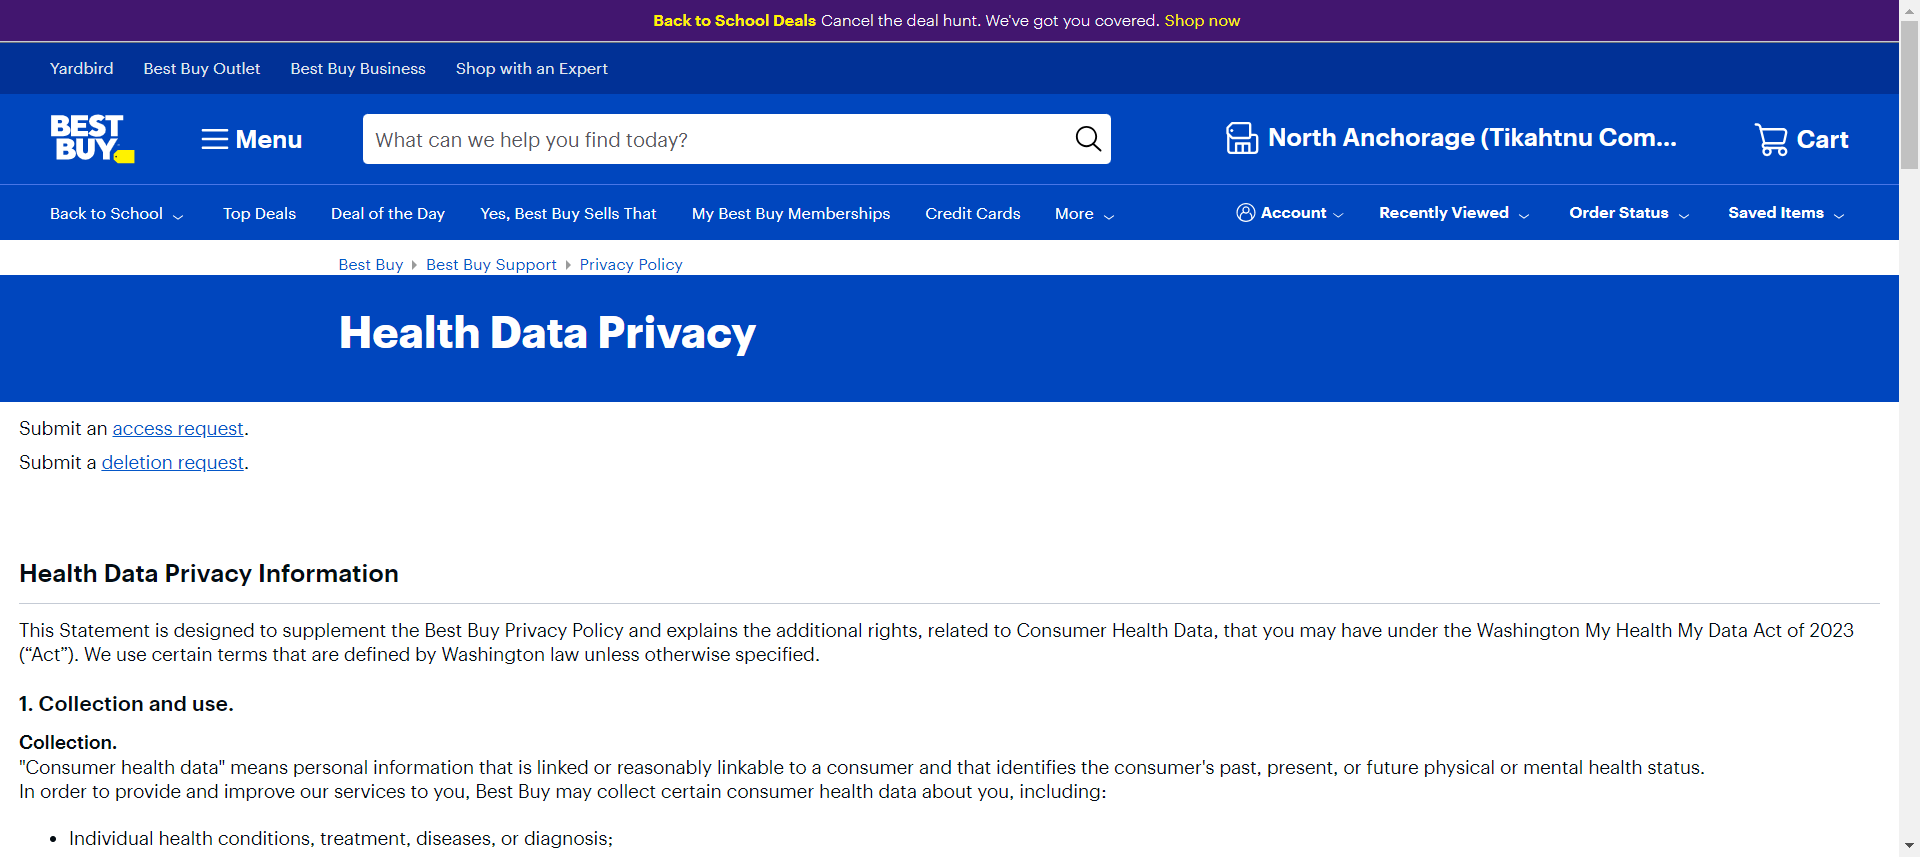 Back to School Deals Cancel the deal hunt. We've got you covered. Shop now
Yardbird Best Buy Outlet Best Buy Business Shop with an Expert
BEST BUY
Menu
What can we help you find today?
North Anchorage (Tikahtnu Com...
Cart
Back to School Top Deals Deal of the Day Yes, Best Buy Sells That My Best Buy Memberships Credit Cards More Account Recently Viewed Order Status Saved Items
Best Buy Best Buy Support Privacy Policy
Health Data Privacy
Submit an access request.
Submit a deletion request.
Health Data Privacy Information
This Statement is designed to supplement the Best Buy Privacy Policy and explains the additional rights, related to Consumer Health Data, that you may have under the Washington My Health My Data Act of 2023
(“Act”). We use certain terms that are defined by Washington law unless otherwise specified.
1. Collection and use.
Collection.
"Consumer health data" means personal information that is linked or reasonably linkable to a consumer and that identifies the consumer's past, present, or future physical or mental health status.
In order to provide and improve our services to you, Best Buy may collect certain consumer health data about you, including:
• Individual health conditions, treatment, diseases, or diagnosis;